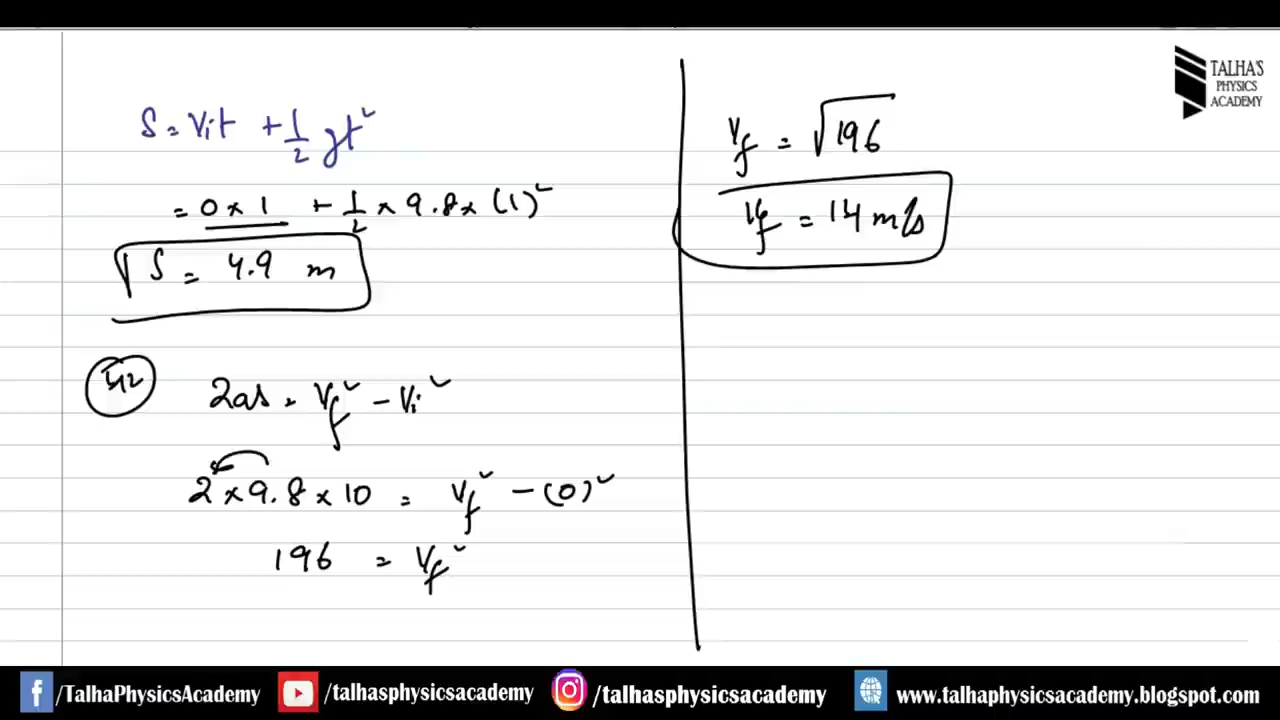 S = Vit + 1/2 gt²
= 0 × 1 + 1/2 × 9.8 × (1)²
S = 4.9 m
2as = Vf² - Vi²
2 × 9.8 × 10 = Vf² - (0)²
196 = Vf²
Vf = √196
Vf = 14 m/s
TALHA'S
PHYSICS
ACADEMY
/TalhaPhysicsAcademy
/talhasphysicsacademy
/talhasphysicsacademy
www.talhaphysicsacademy.blogspot.com